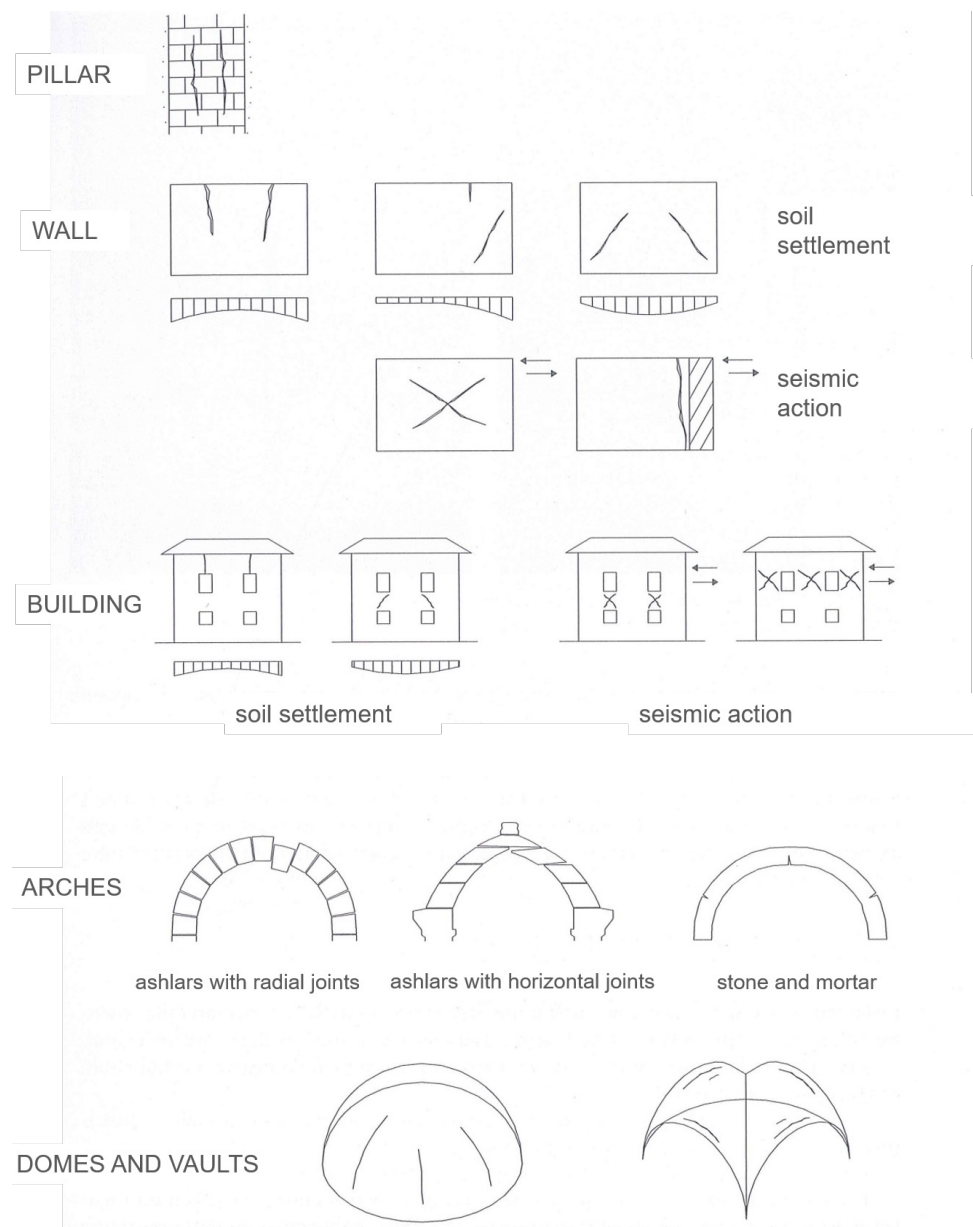 PILLAR
WALL
soil
settlement
seismic
action
BUILDING
soil settlement
seismic action
ARCHES
ashlars with radial joints
ashlars with horizontal joints
stone and mortar
DOMES AND VAULTS